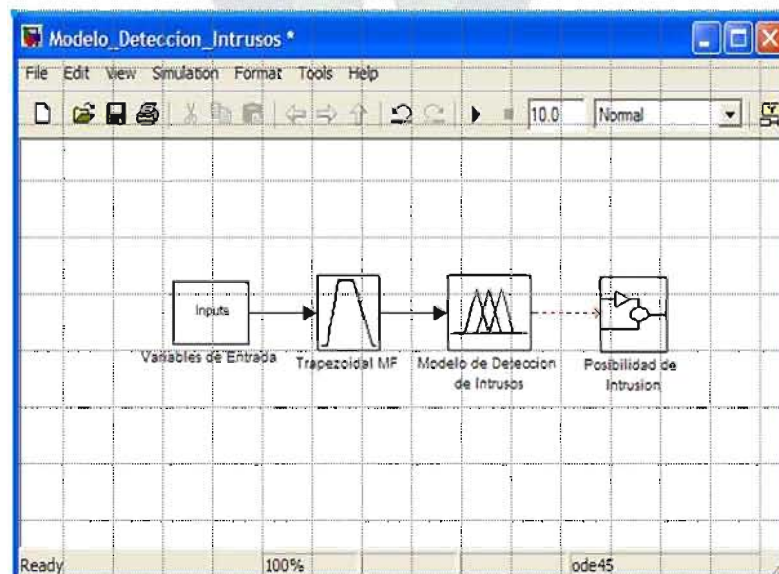 Modelo_Deteccion_Intrusos *
File Edit View Simulation Format Tools Help
10.0 Normal
Inputs
Variables de Entrada
Trapezoidal MF
Modelo de Deteccion
de Intrusos
Posibilidad de
Intrusion
Ready 100% ode45